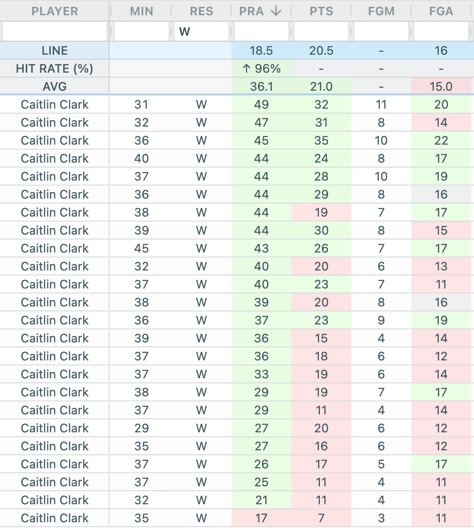 PLAYER MIN RES PRA ↓ PTS FGM FGA
W
LINE 18.5 20.5 - 16
HIT RATE (%) ↑ 96% - - -
AVG 36.1 21.0 - 15.0
Caitlin Clark 31 W 49 32 11 20
Caitlin Clark 32 W 47 31 8 14
Caitlin Clark 36 W 45 35 10 22
Caitlin Clark 40 W 44 24 8 17
Caitlin Clark 37 W 44 28 10 19
Caitlin Clark 36 W 44 29 8 16
Caitlin Clark 38 W 44 19 7 17
Caitlin Clark 39 W 44 30 8 15
Caitlin Clark 45 W 43 26 7 17
Caitlin Clark 32 W 40 20 6 13
Caitlin Clark 37 W 40 23 7 11
Caitlin Clark 38 W 39 20 8 16
Caitlin Clark 36 W 37 23 9 19
Caitlin Clark 39 W 36 15 4 14
Caitlin Clark 37 W 36 18 6 12
Caitlin Clark 37 W 33 19 6 14
Caitlin Clark 38 W 29 19 7 17
Caitlin Clark 37 W 29 11 4 14
Caitlin Clark 29 W 27 20 6 12
Caitlin Clark 35 W 27 16 6 12
Caitlin Clark 37 W 26 17 5 17
Caitlin Clark 37 W 25 11 4 11
Caitlin Clark 32 W 21 11 4 11
Caitlin Clark 35 W 17 7 3 11